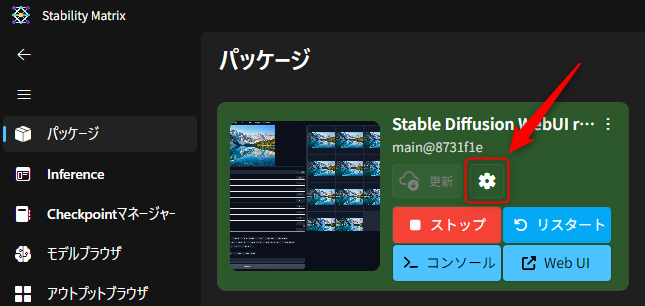 Stability Matrix
パッケージ
パッケージ
Inference
Checkpointマネージャー
モデルブラウザ
アウトプットブラウザ
Stable Diffusion WebUI r…
main@8731f1e
更新
ストップ
リスタート
コンソール
Web UI